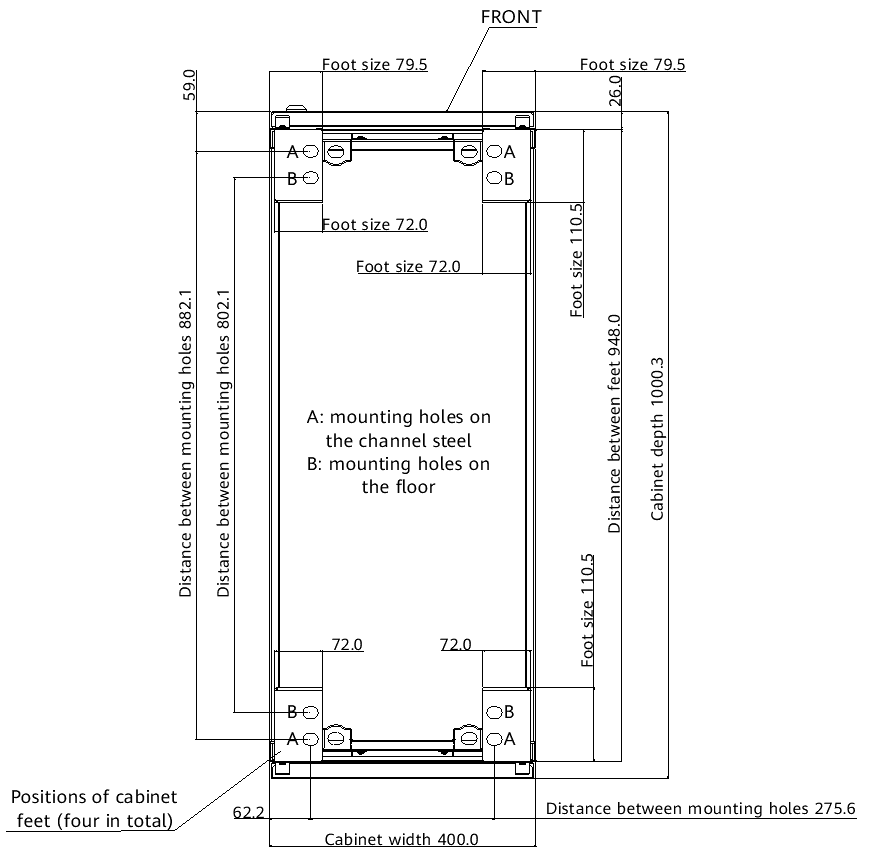 FRONT
Foot size 79.5
Foot size 79.5
59.0
26.0
A
A
B
B
Foot size 72.0
Foot size 110.5
Foot size 72.0
Distance between mounting holes 882.1
Distance between mounting holes 802.1
Distance between feet 948.0
Cabinet depth 1000.3
A: mounting holes on
the channel steel
B: mounting holes on
the floor
Foot size 110.5
72.0
72.0
B
B
A
A
Positions of cabinet
feet (four in total)
62.2
Distance between mounting holes 275.6
Cabinet width 400.0